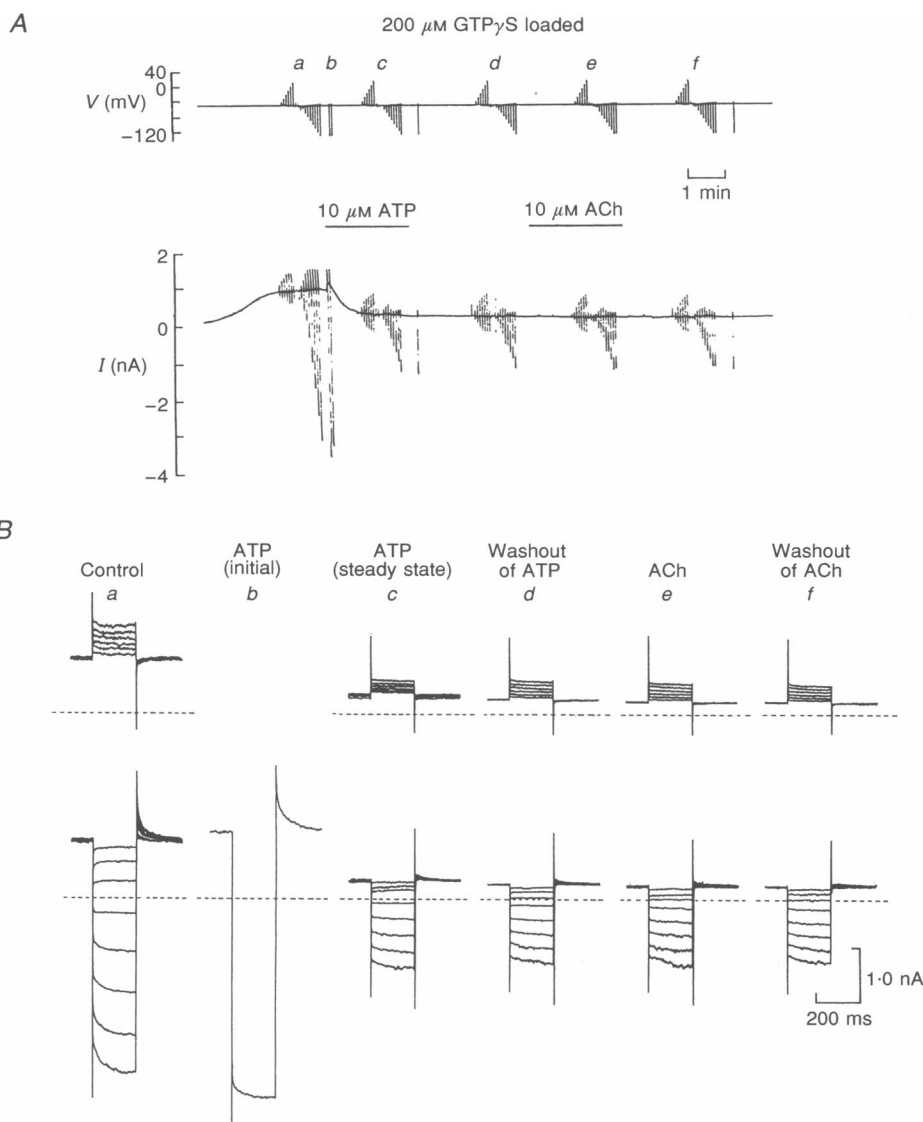 A
200 μM GTPγS loaded
a b c d e f
40
0
V (mV)
−120
1 min
10 μM ATP
10 μM ACh
2
0
I (nA)
−2
−4
B
Control
a
ATP
(initial)
b
ATP
(steady state)
c
Washout
of ATP
d
ACh
e
Washout
of ACh
f
1·0 nA
200 ms